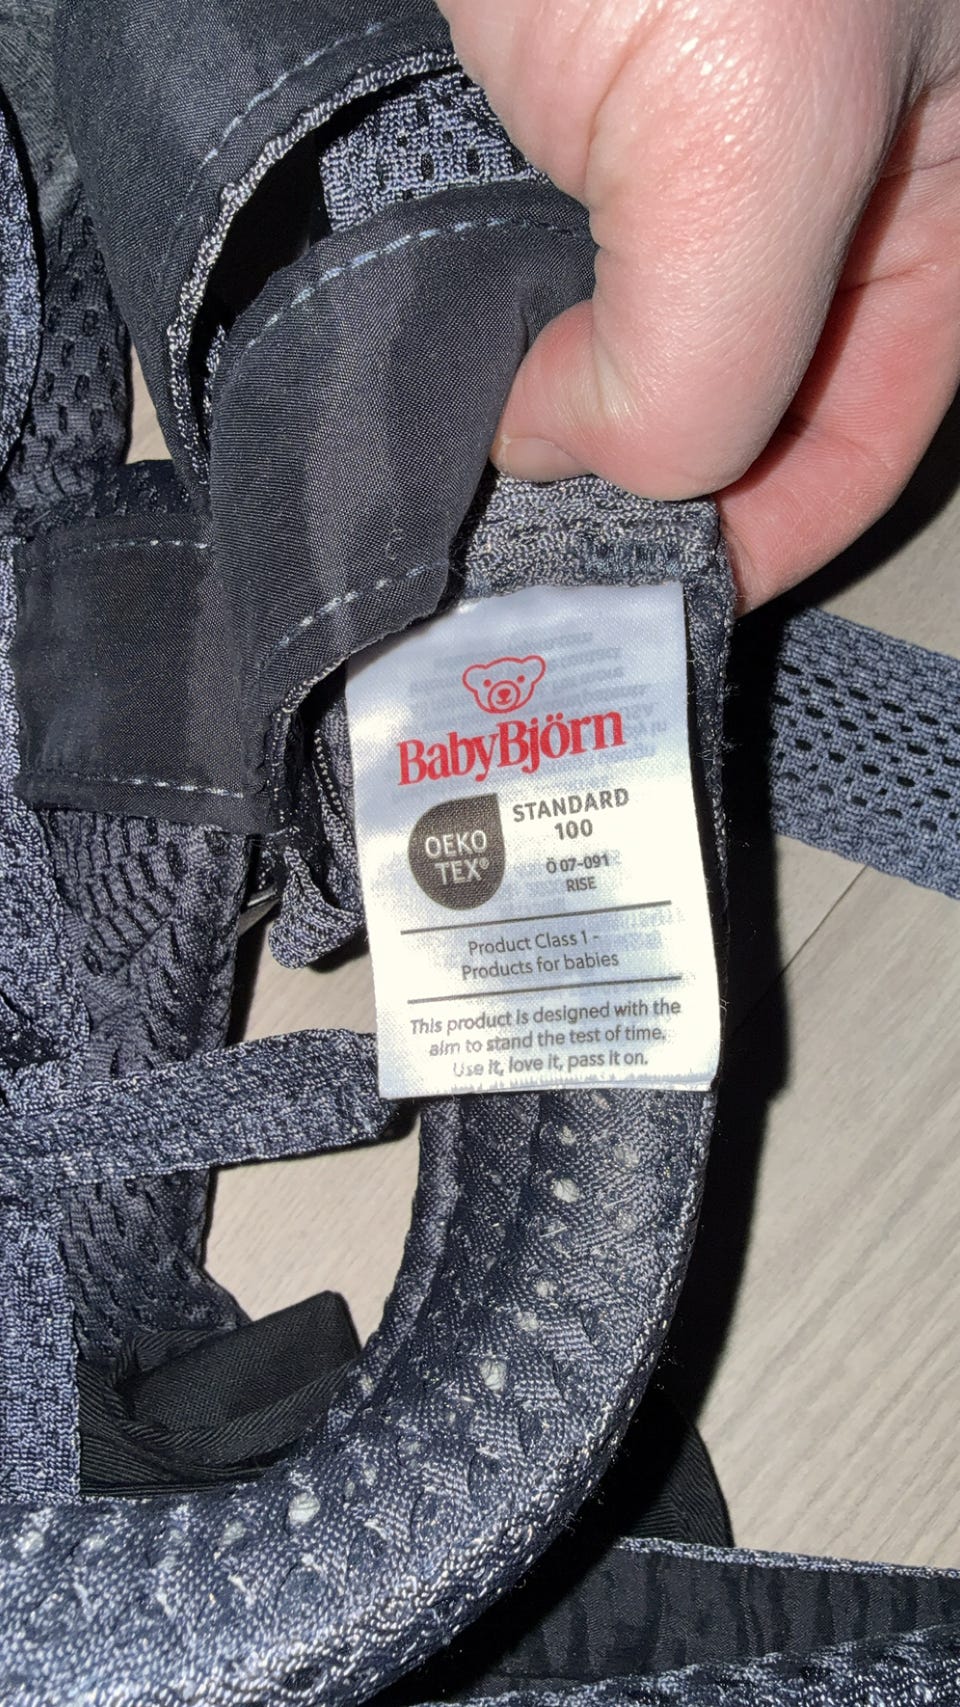 BabyBjörn
OEKO
TEX®
STANDARD
100
Ö 07-091
RISE
Product Class 1 -
Products for babies
This product is designed with the
aim to stand the test of time.
Use it, love it, pass it on.